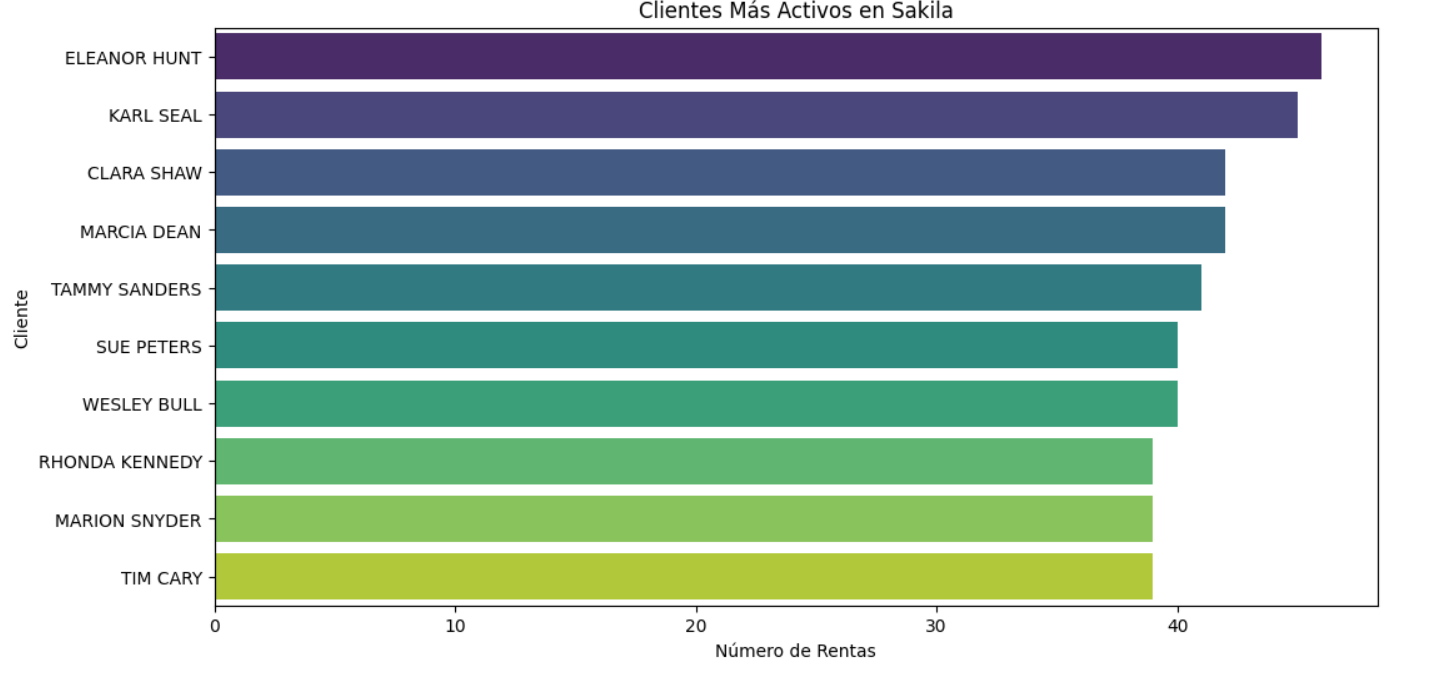 Clientes Más Activos en Sakila
ELEANOR HUNT
KARL SEAL
CLARA SHAW
MARCIA DEAN
TAMMY SANDERS
SUE PETERS
WESLEY BULL
RHONDA KENNEDY
MARION SNYDER
TIM CARY
Cliente
0 10 20 30 40
Número de Rentas